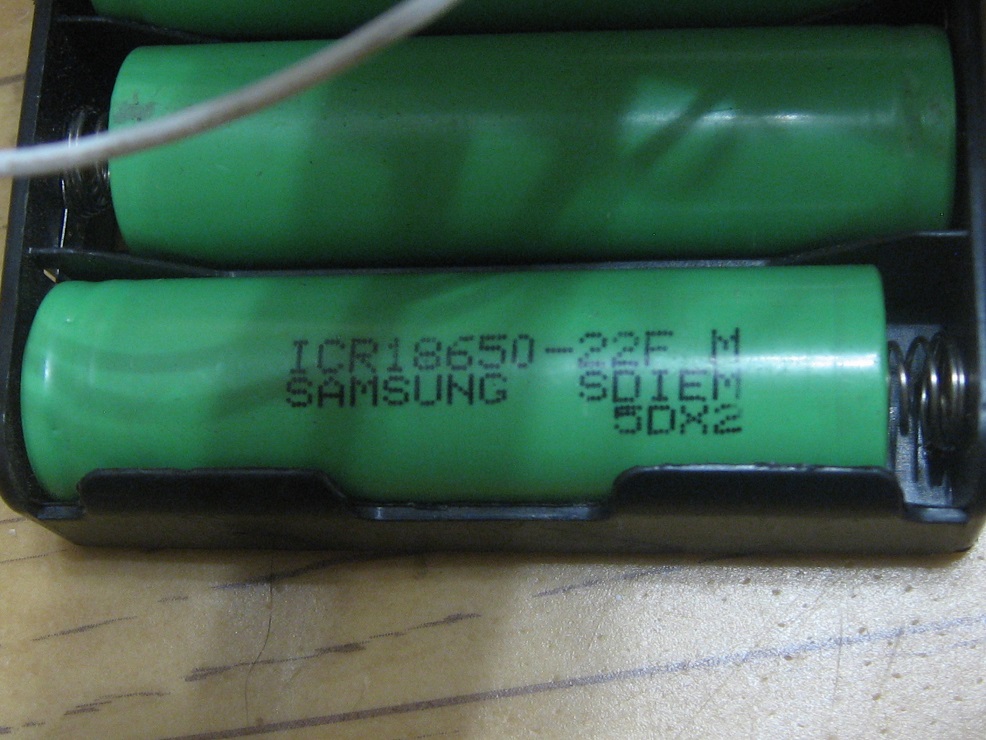 ICR18650-22F M
SAMSUNG SDIEM
5DX2